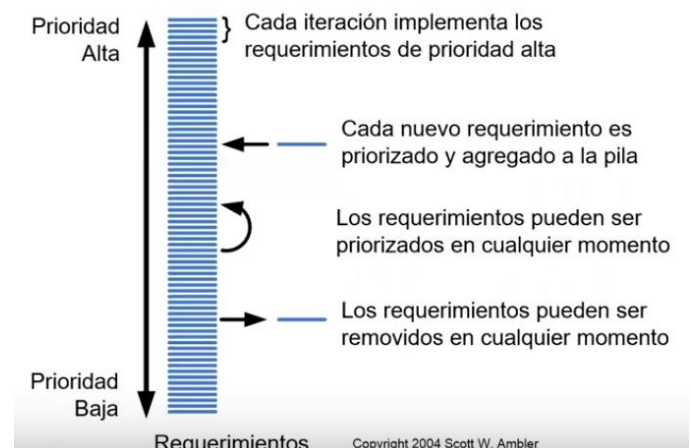 Prioridad
Alta
Cada iteración implementa los
requerimientos de prioridad alta
Cada nuevo requerimiento es
priorizado y agregado a la pila
Los requerimientos pueden ser
priorizados en cualquier momento
Los requerimientos pueden ser
removidos en cualquier momento
Prioridad
Baja
Requerimientos
Copyright 2004 Scott W. Ambler